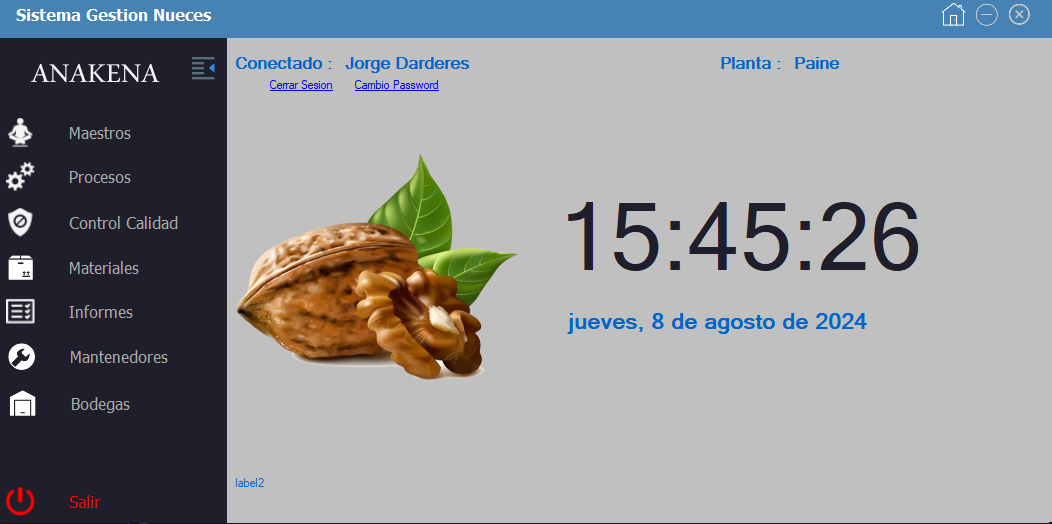 Sistema Gestion Nueces
ANAKENA
Conectado : Jorge Darderes
Planta : Paine
Cerrar Sesion Cambio Password
Maestros
Procesos
Control Calidad
Materiales
Informes
Mantenedores
Bodegas
Salir
15:45:26
jueves, 8 de agosto de 2024
label2